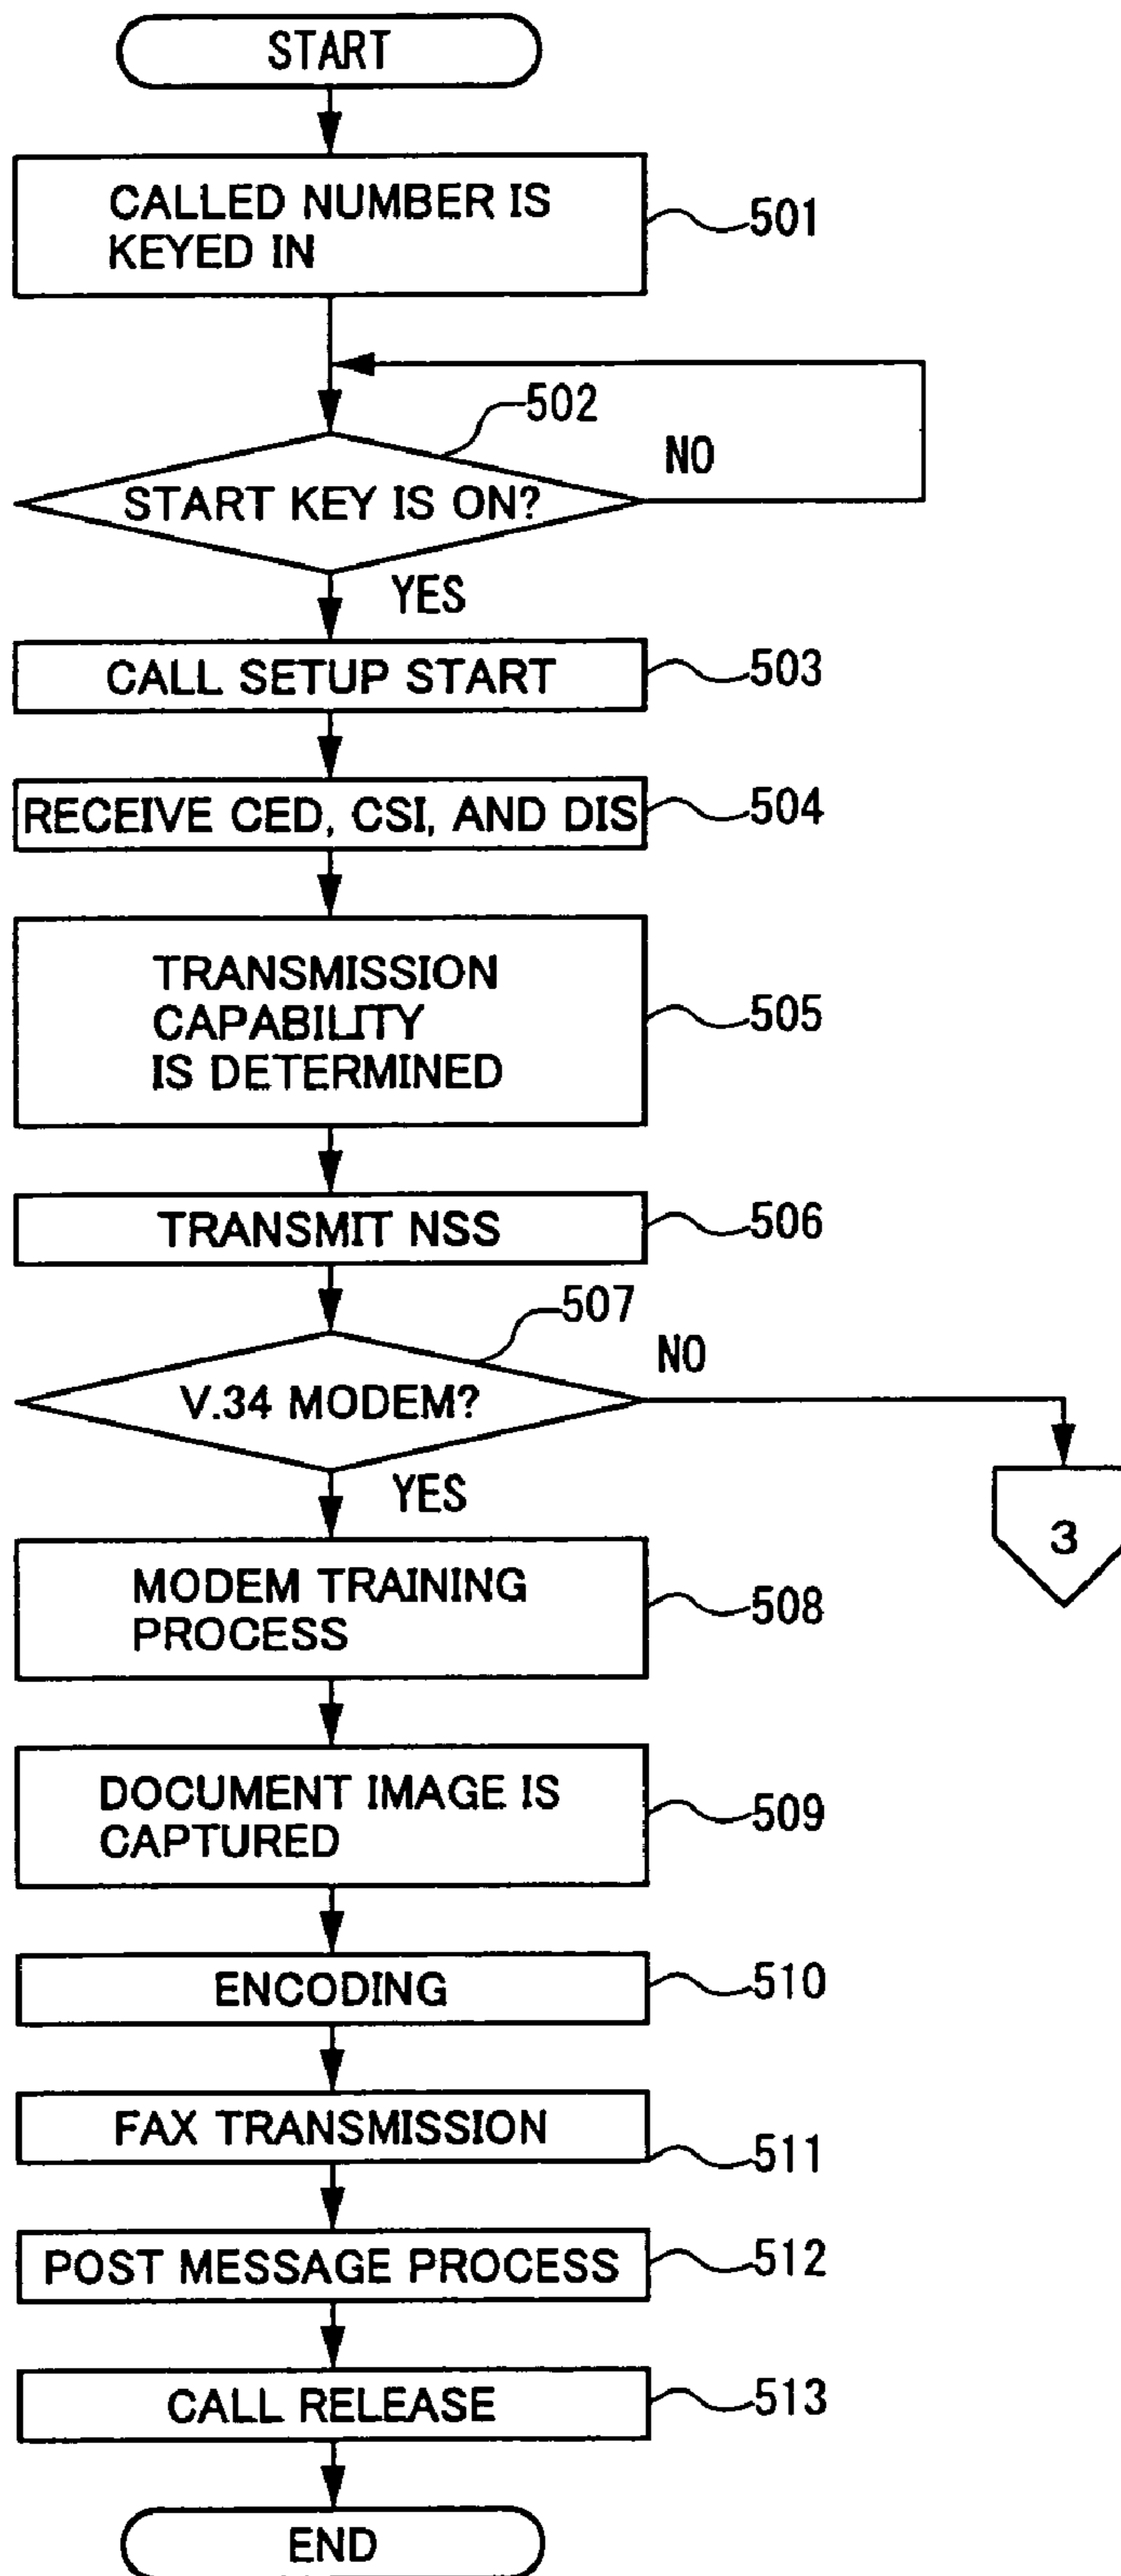 START
CALLED NUMBER IS
KEYED IN
501
502
NO
START KEY IS ON?
YES
CALL SETUP START
503
RECEIVE CED, CSI, AND DIS
504
TRANSMISSION
CAPABILITY
IS DETERMINED
505
TRANSMIT NSS
506
507
NO
V.34 MODEM?
YES
3
MODEM TRAINING
PROCESS
508
DOCUMENT IMAGE IS
CAPTURED
509
ENCODING
510
FAX TRANSMISSION
511
POST MESSAGE PROCESS
512
CALL RELEASE
513
END